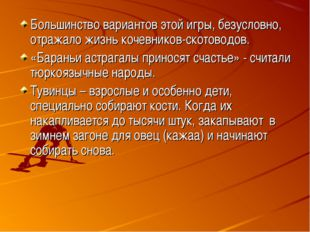 Большинство вариантов этой игры, безусловно,
отражало жизнь кочевников-скотоводов.
«Бараньи астрагалы приносят счастье» - считали
тюркоязычные народы.
Тувинцы – взрослые и особенно дети,
специально собирают кости. Когда их
накапливается до тысячи штук, закапывают в
зимнем загоне для овец (кажаа) и начинают
собирать снова.